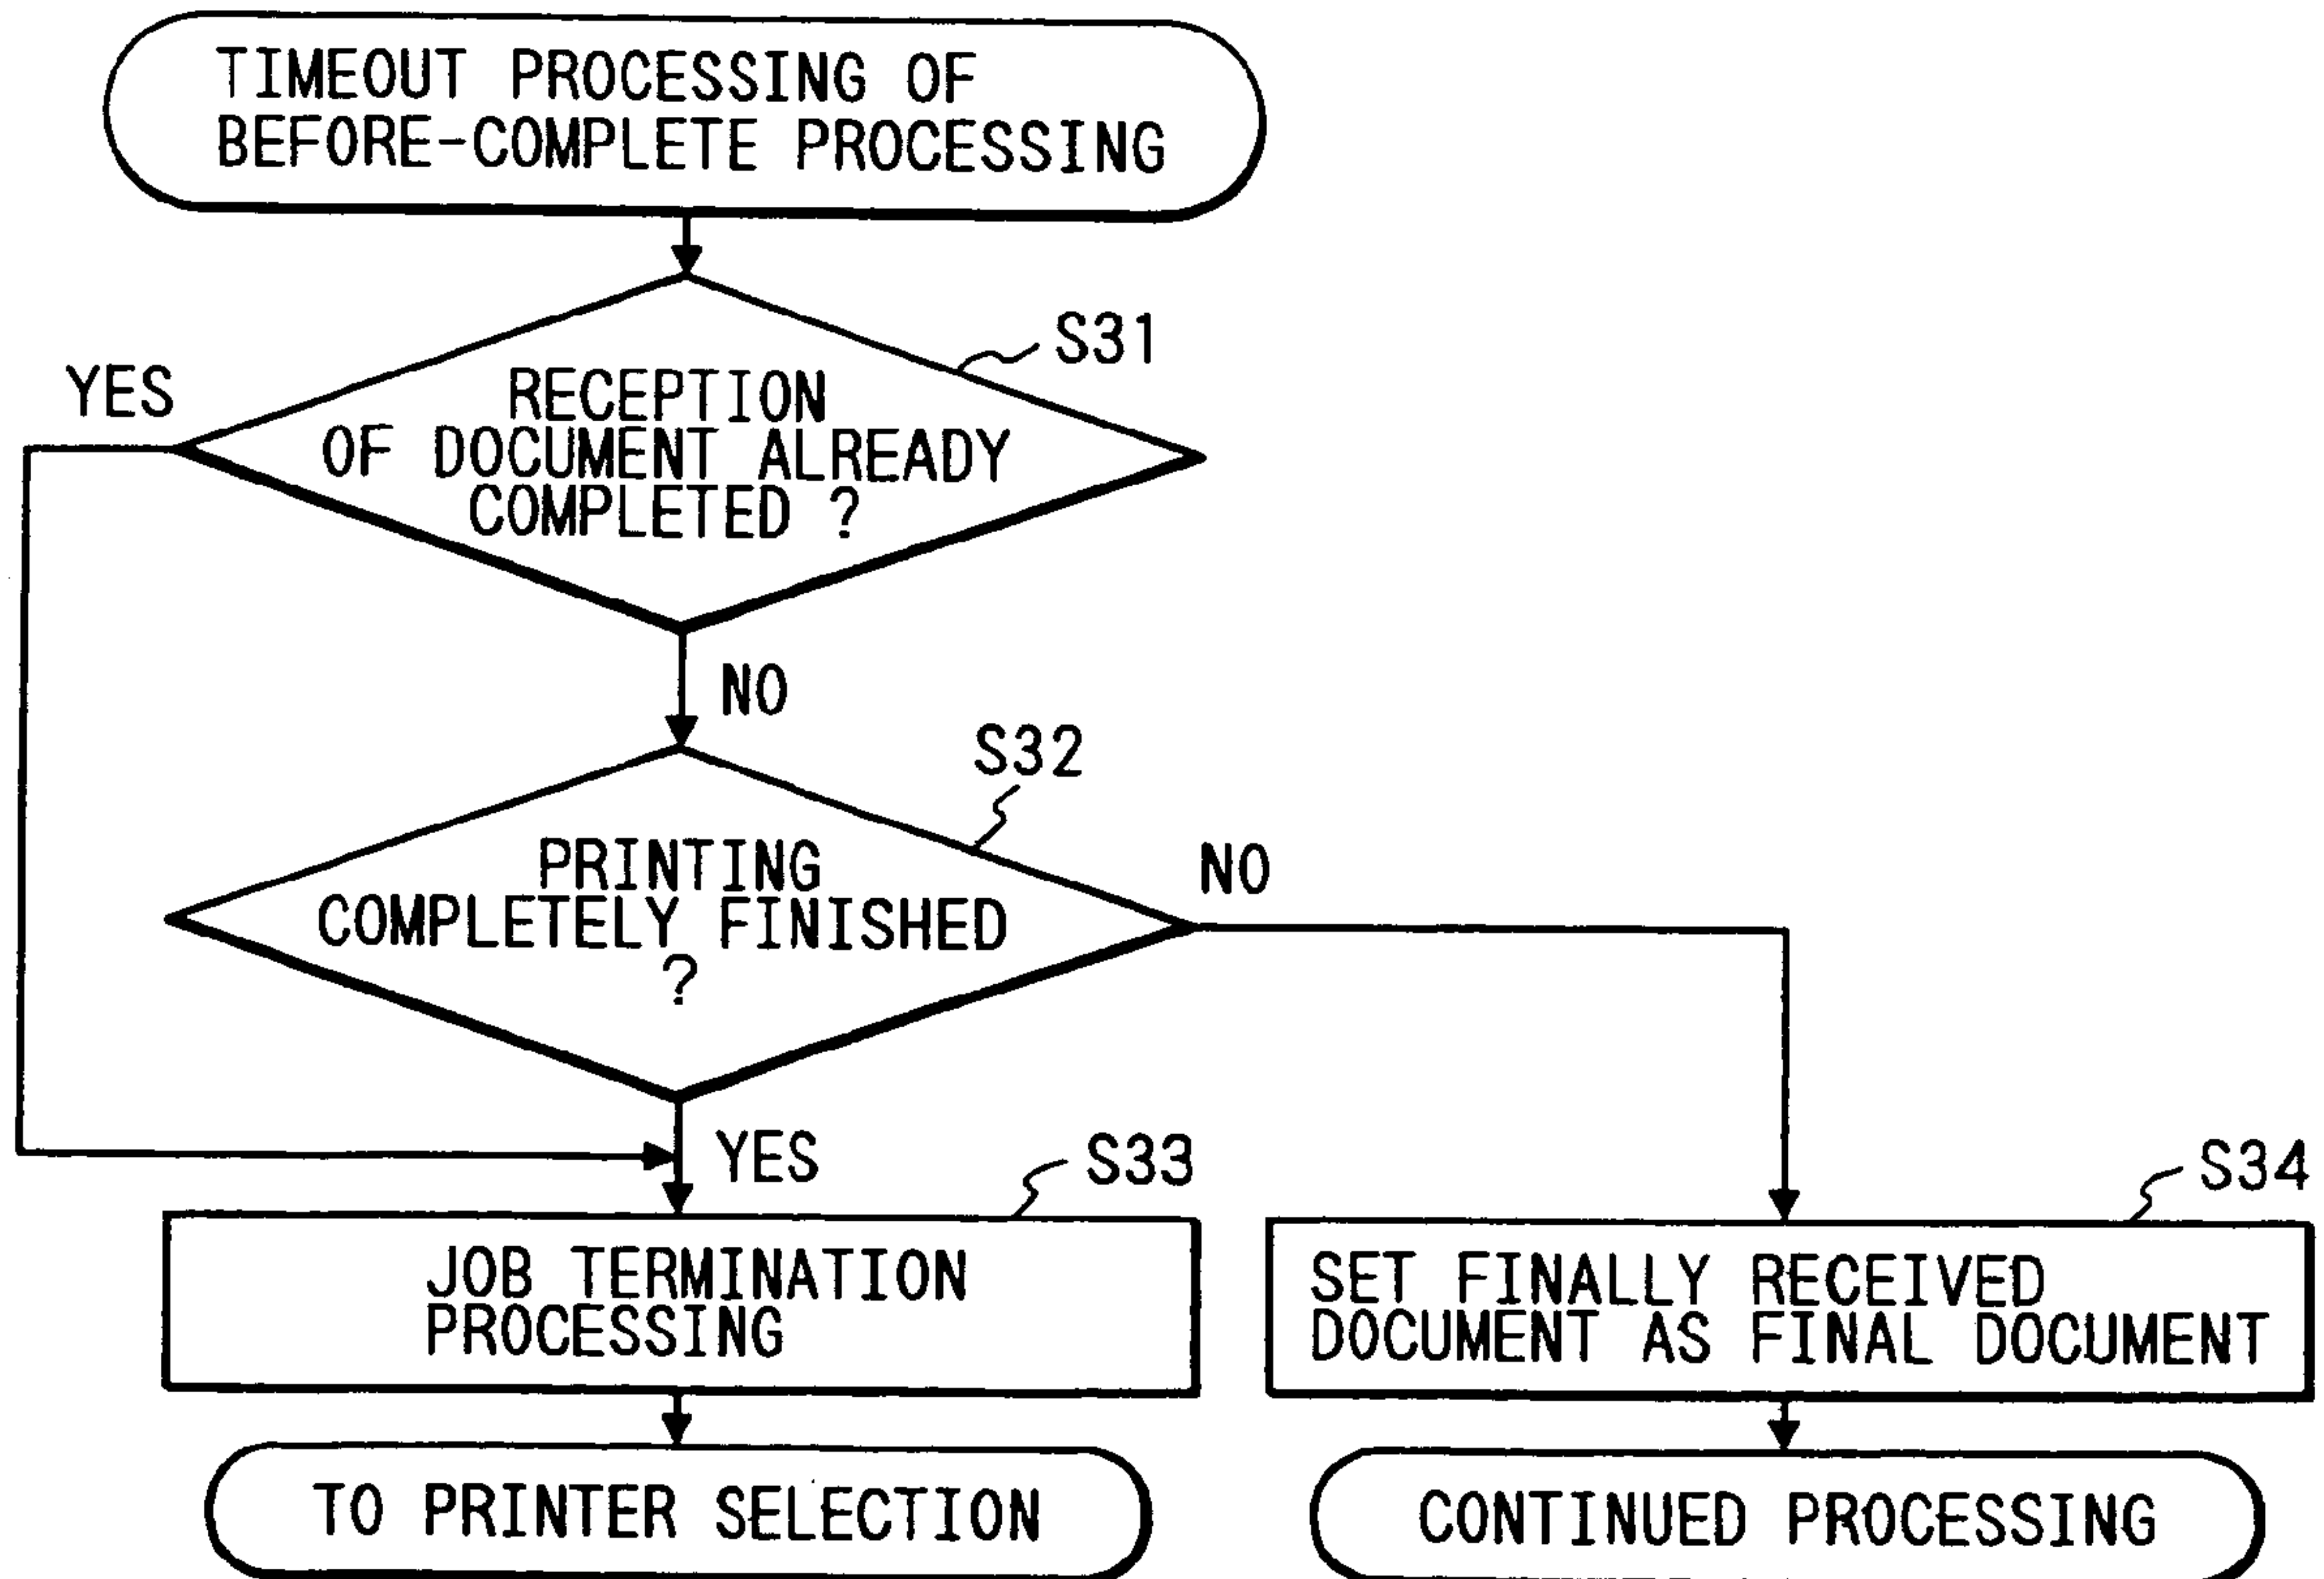 TIMEOUT PROCESSING OF
BEFORE-COMPLETE PROCESSING
S31
YES
RECEPTION
OF DOCUMENT ALREADY
COMPLETED ?
NO
S32
PRINTING
COMPLETELY FINISHED
?
NO
YES
S33
S34
JOB TERMINATION
PROCESSING
SET FINALLY RECEIVED
DOCUMENT AS FINAL DOCUMENT
TO PRINTER SELECTION
CONTINUED PROCESSING